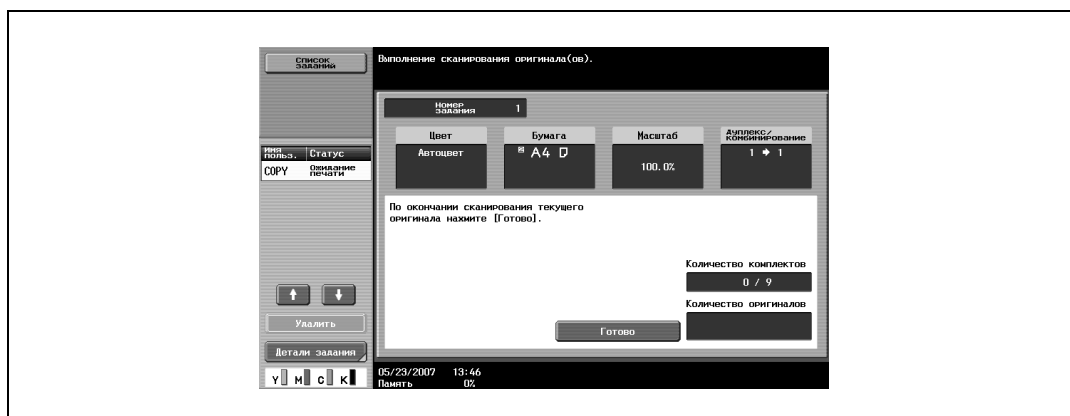 Список
заданий
Выполнение сканирования оригинала(ов).
Номер
задания 1
Цвет Бумага Масштаб Дуплекс/
комбинирование
Автоцвет A4 100.0% 1 → 1
Имя
польз. Статус
COPY Ожидание
печати
По окончании сканирования текущего
оригинала нажмите [Готово].
Количество комплектов
0 / 9
Количество оригиналов
Готово
Удалить
Детали задания
Y M C K
05/23/2007 13:46
Память 0%